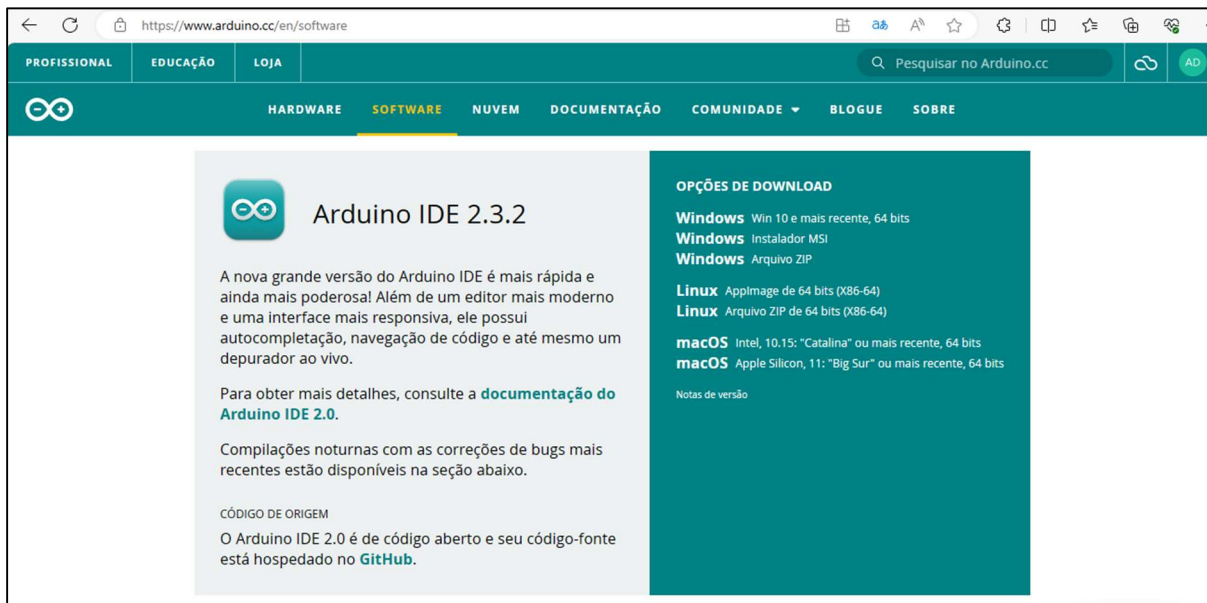 https://www.arduino.cc/en/software
PROFISSIONAL EDUCAÇÃO LOJA Pesquisar no Arduino.cc AD
HARDWARE SOFTWARE NUVEM DOCUMENTAÇÃO COMUNIDADE BLOGUE SOBRE
Arduino IDE 2.3.2
A nova grande versão do Arduino IDE é mais rápida e
ainda mais poderosa! Além de um editor mais moderno
e uma interface mais responsiva, ele possui
autocompletação, navegação de código e até mesmo um
depurador ao vivo.
Para obter mais detalhes, consulte a documentação do
Arduino IDE 2.0.
Compilações noturnas com as correções de bugs mais
recentes estão disponíveis na seção abaixo.
CÓDIGO DE ORIGEM
O Arduino IDE 2.0 é de código aberto e seu código-fonte
está hospedado no GitHub.
OPÇÕES DE DOWNLOAD
Windows Win 10 e mais recente, 64 bits
Windows Instalador MSI
Windows Arquivo ZIP
Linux AppImage de 64 bits (X86-64)
Linux Arquivo ZIP de 64 bits (X86-64)
macOS Intel, 10.15: "Catalina" ou mais recente, 64 bits
macOS Apple Silicon, 11: "Big Sur" ou mais recente, 64 bits
Notas de versão